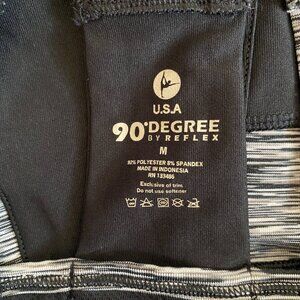 U.S.A
90°DEGREE
BY REFLEX
M
92% POLYESTER 8% SPANDEX
MADE IN INDONESIA
RN 133486
Exclusive of trim
Do not use softener